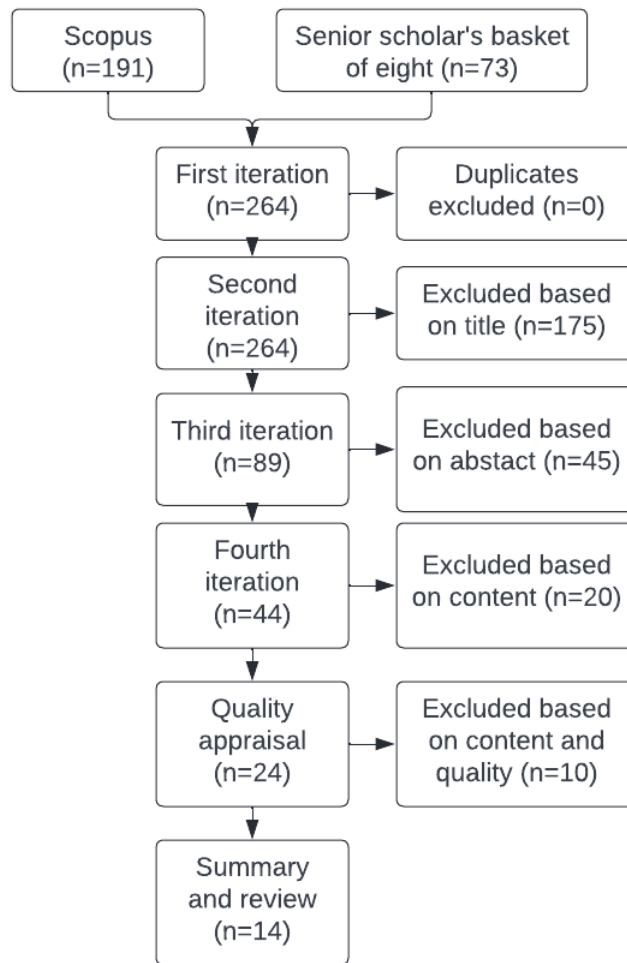 Scopus
(n=191)
Senior scholar's basket
of eight (n=73)
First iteration
(n=264)
Duplicates
excluded (n=0)
Second
iteration
(n=264)
Excluded based
on title (n=175)
Third iteration
(n=89)
Excluded based
on abstact (n=45)
Fourth
iteration
(n=44)
Excluded based
on content (n=20)
Quality
appraisal
(n=24)
Excluded based
on content and
quality (n=10)
Summary
and review
(n=14)